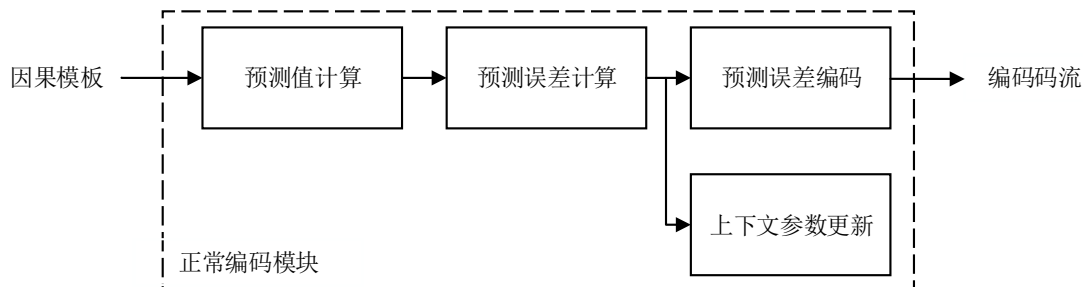 因果模板
预测值计算
预测误差计算
预测误差编码
编码码流
上下文参数更新
正常编码模块